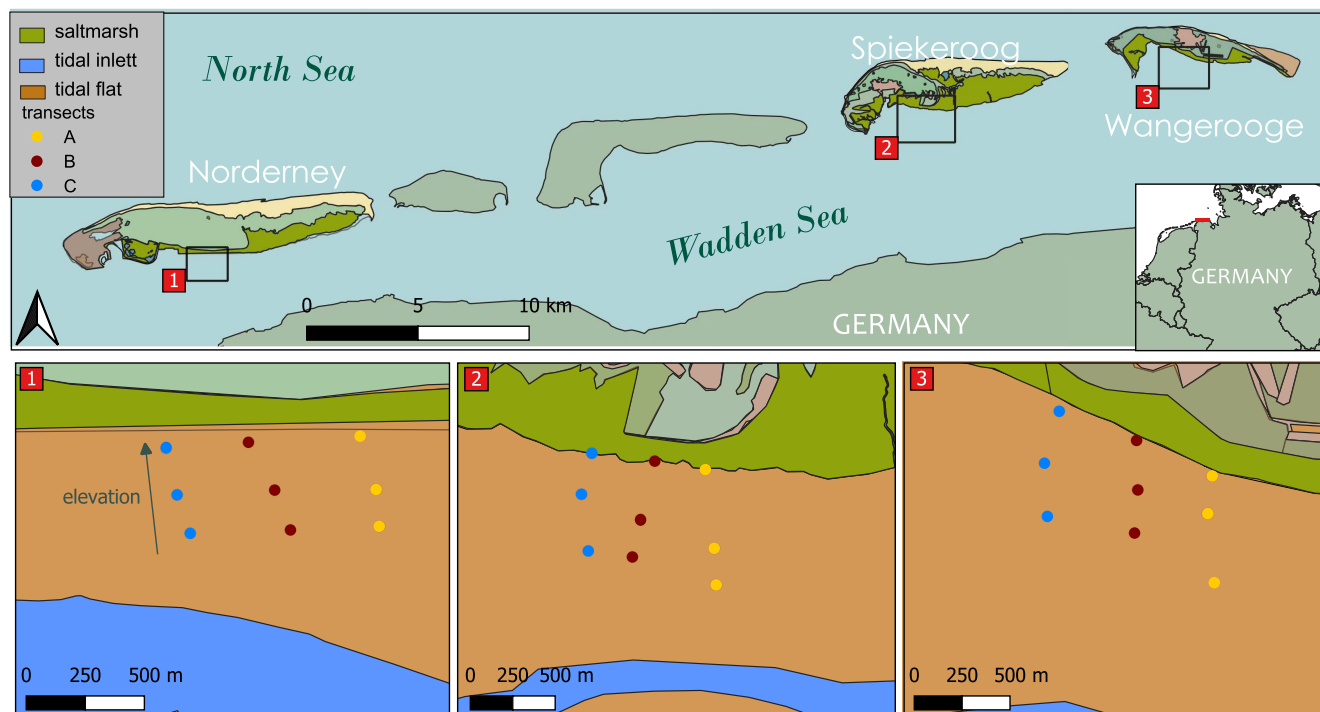 saltmarsh
tidal inlett
tidal flat
transects
A
B
C
North Sea
Spiekeroog
3
Wangerooge
2
Norderney
Wadden Sea
1
GERMANY
0 5 10 km
GERMANY
1
elevation
0 250 500 m
2
0 250 500 m
3
0 250 500 m